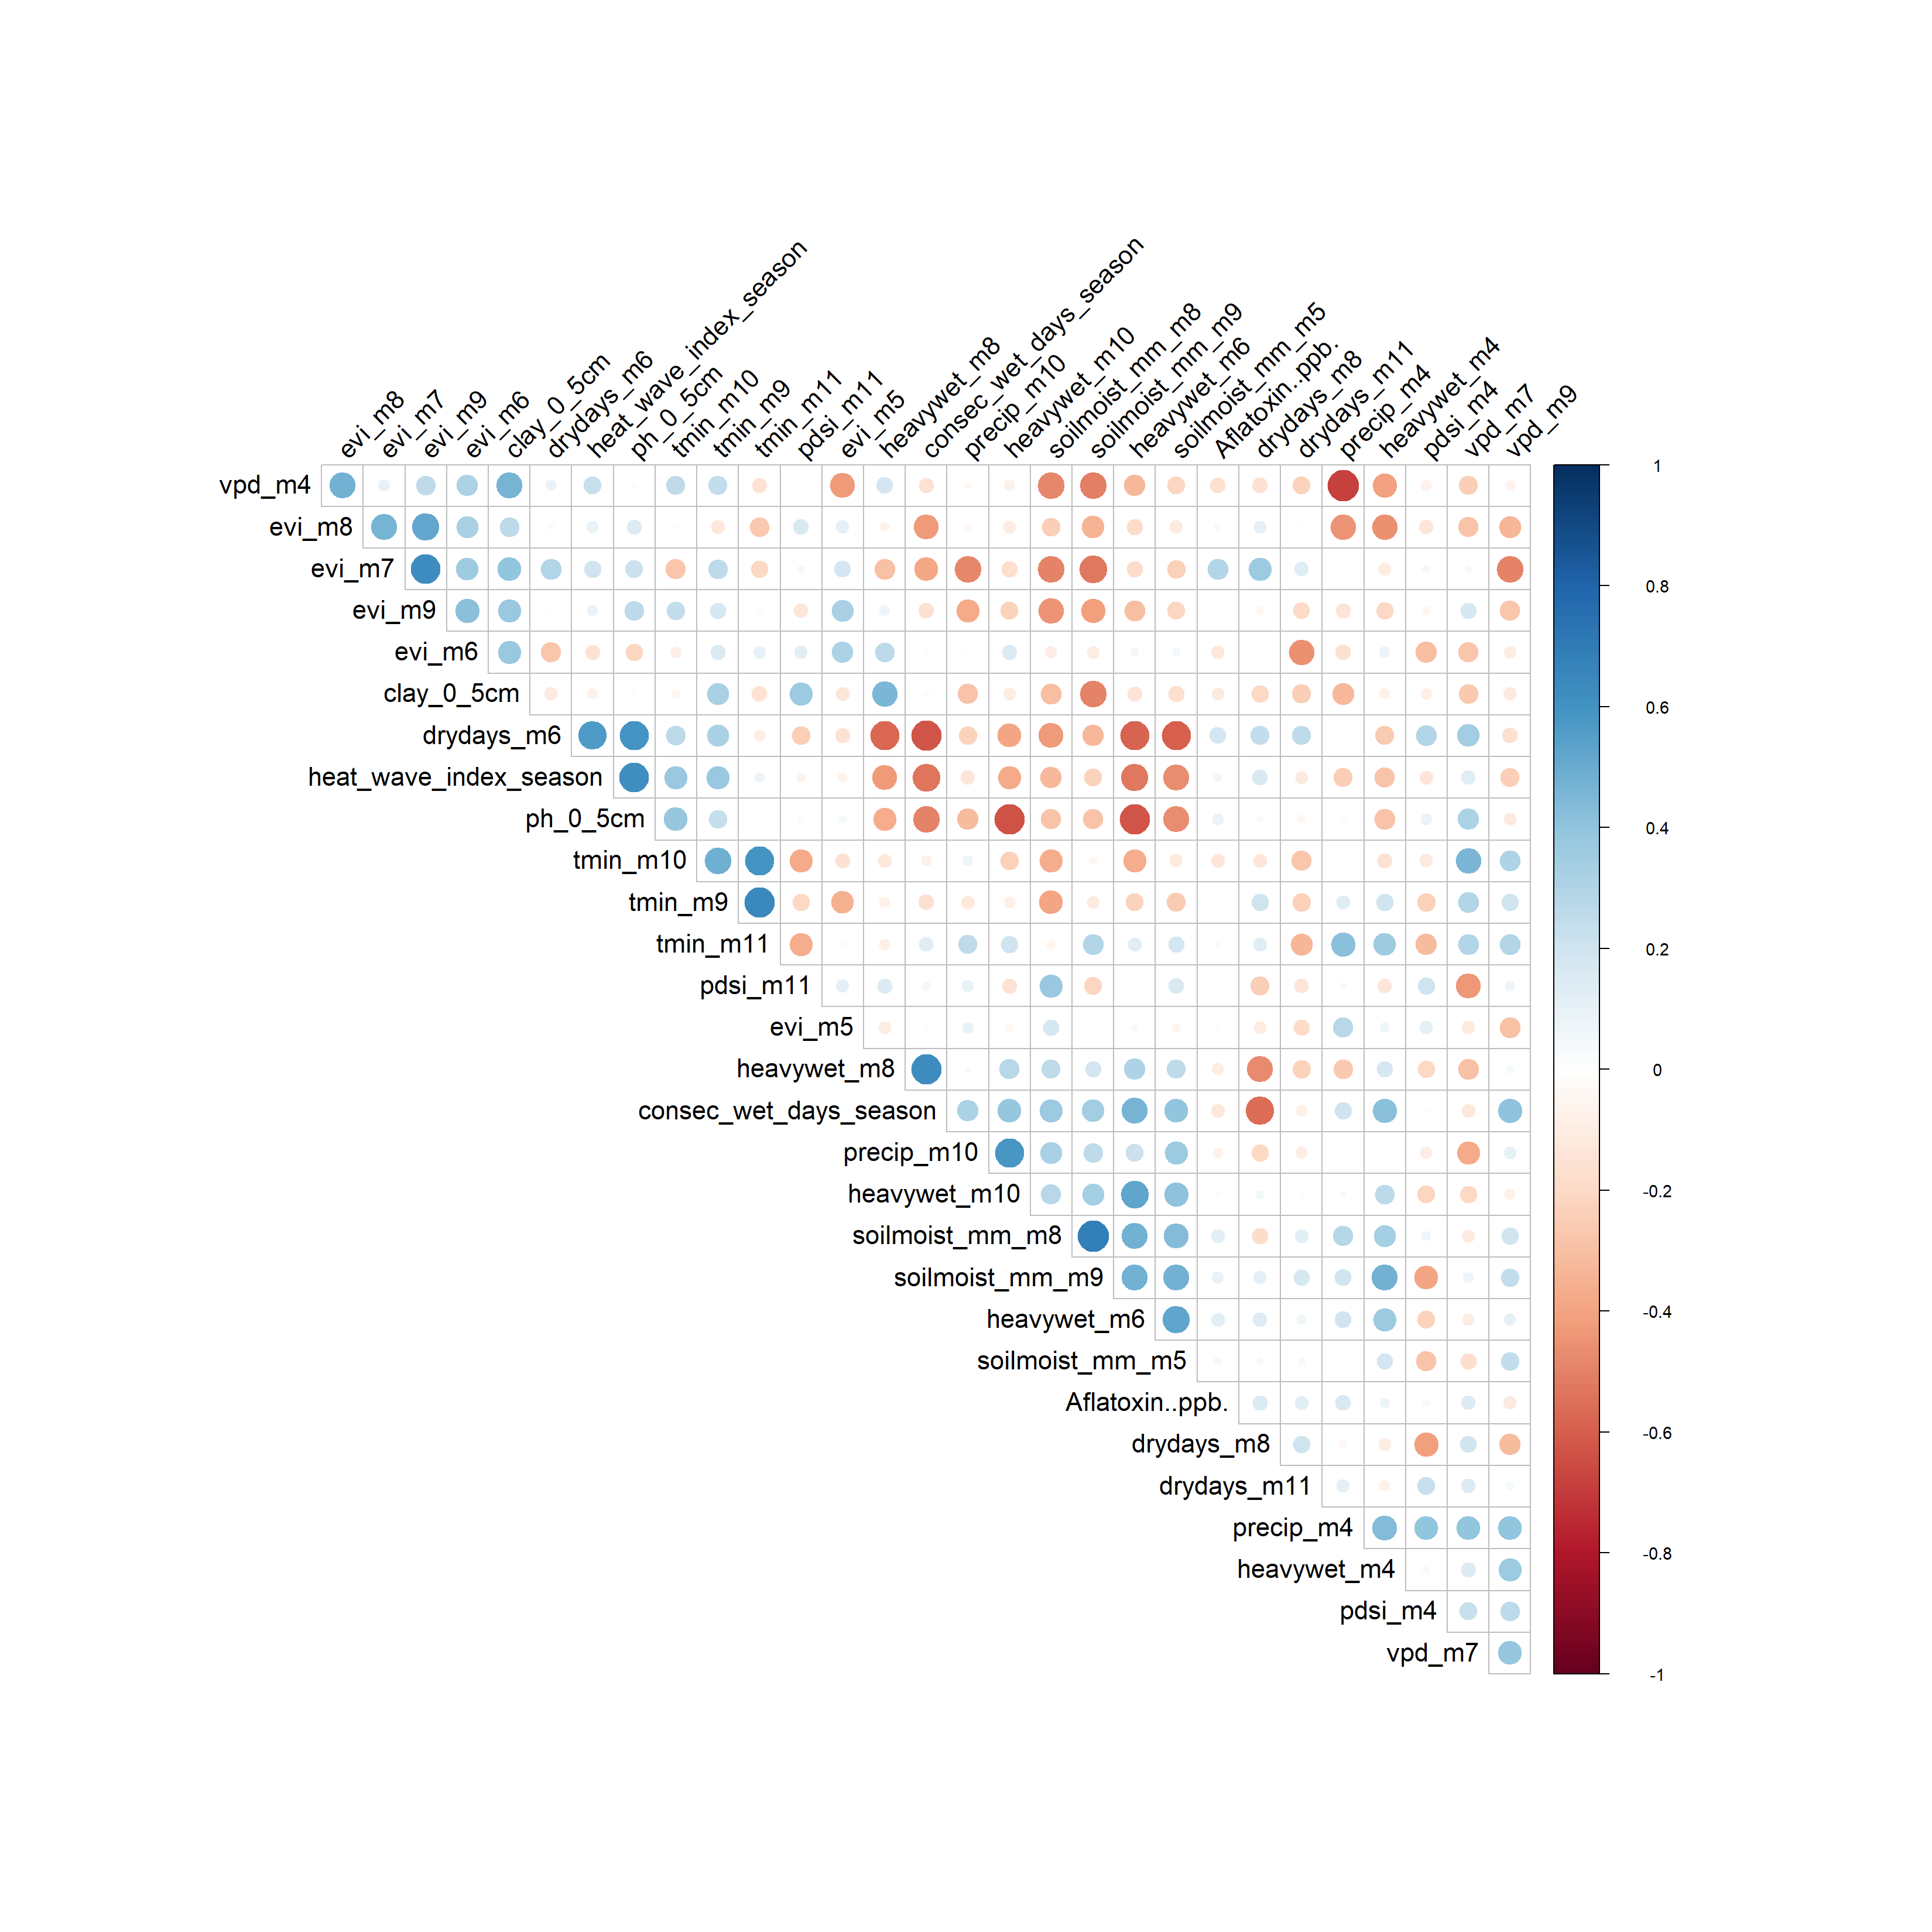 evi_m8
evi_m7
evi_m9
evi_m6
clay_0_5cm
drydays_m6
heat_wave_index_season
ph_0_5cm
tmin_m10
tmin_m9
tmin_m11
pdsi_m11
evi_m5
heavywet_m8
consec_wet_days_season
precip_m10
heavywet_m10
soilmoist_mm_m8
soilmoist_mm_m9
heavywet_m6
soilmoist_mm_m5
Aflatoxin..ppb.
drydays_m8
drydays_m11
precip_m4
heavywet_m4
pdsi_m4
vpd_m7
vpd_m9
vpd_m4
evi_m8
evi_m7
evi_m9
evi_m6
clay_0_5cm
drydays_m6
heat_wave_index_season
ph_0_5cm
tmin_m10
tmin_m9
tmin_m11
pdsi_m11
evi_m5
heavywet_m8
consec_wet_days_season
precip_m10
heavywet_m10
soilmoist_mm_m8
soilmoist_mm_m9
heavywet_m6
soilmoist_mm_m5
Aflatoxin..ppb.
drydays_m8
drydays_m11
precip_m4
heavywet_m4
pdsi_m4
vpd_m7
1
0.8
0.6
0.4
0.2
0
-0.2
-0.4
-0.6
-0.8
-1